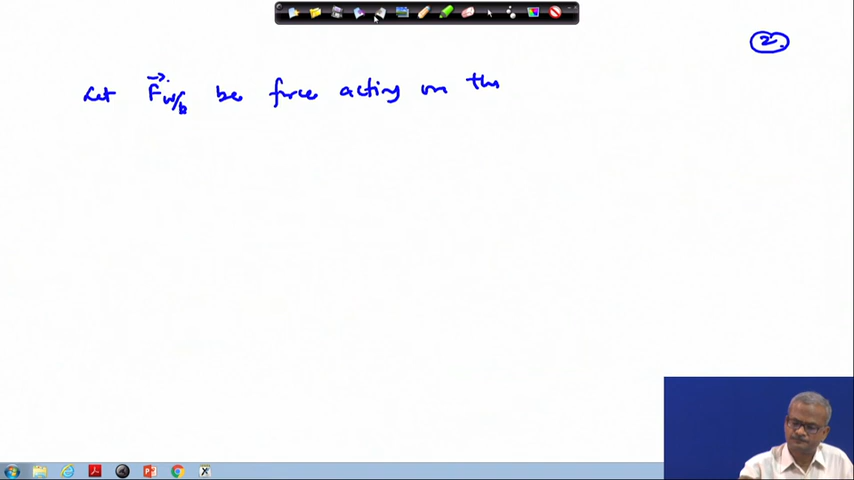 ②
Let F⃗w/b be force acting on the